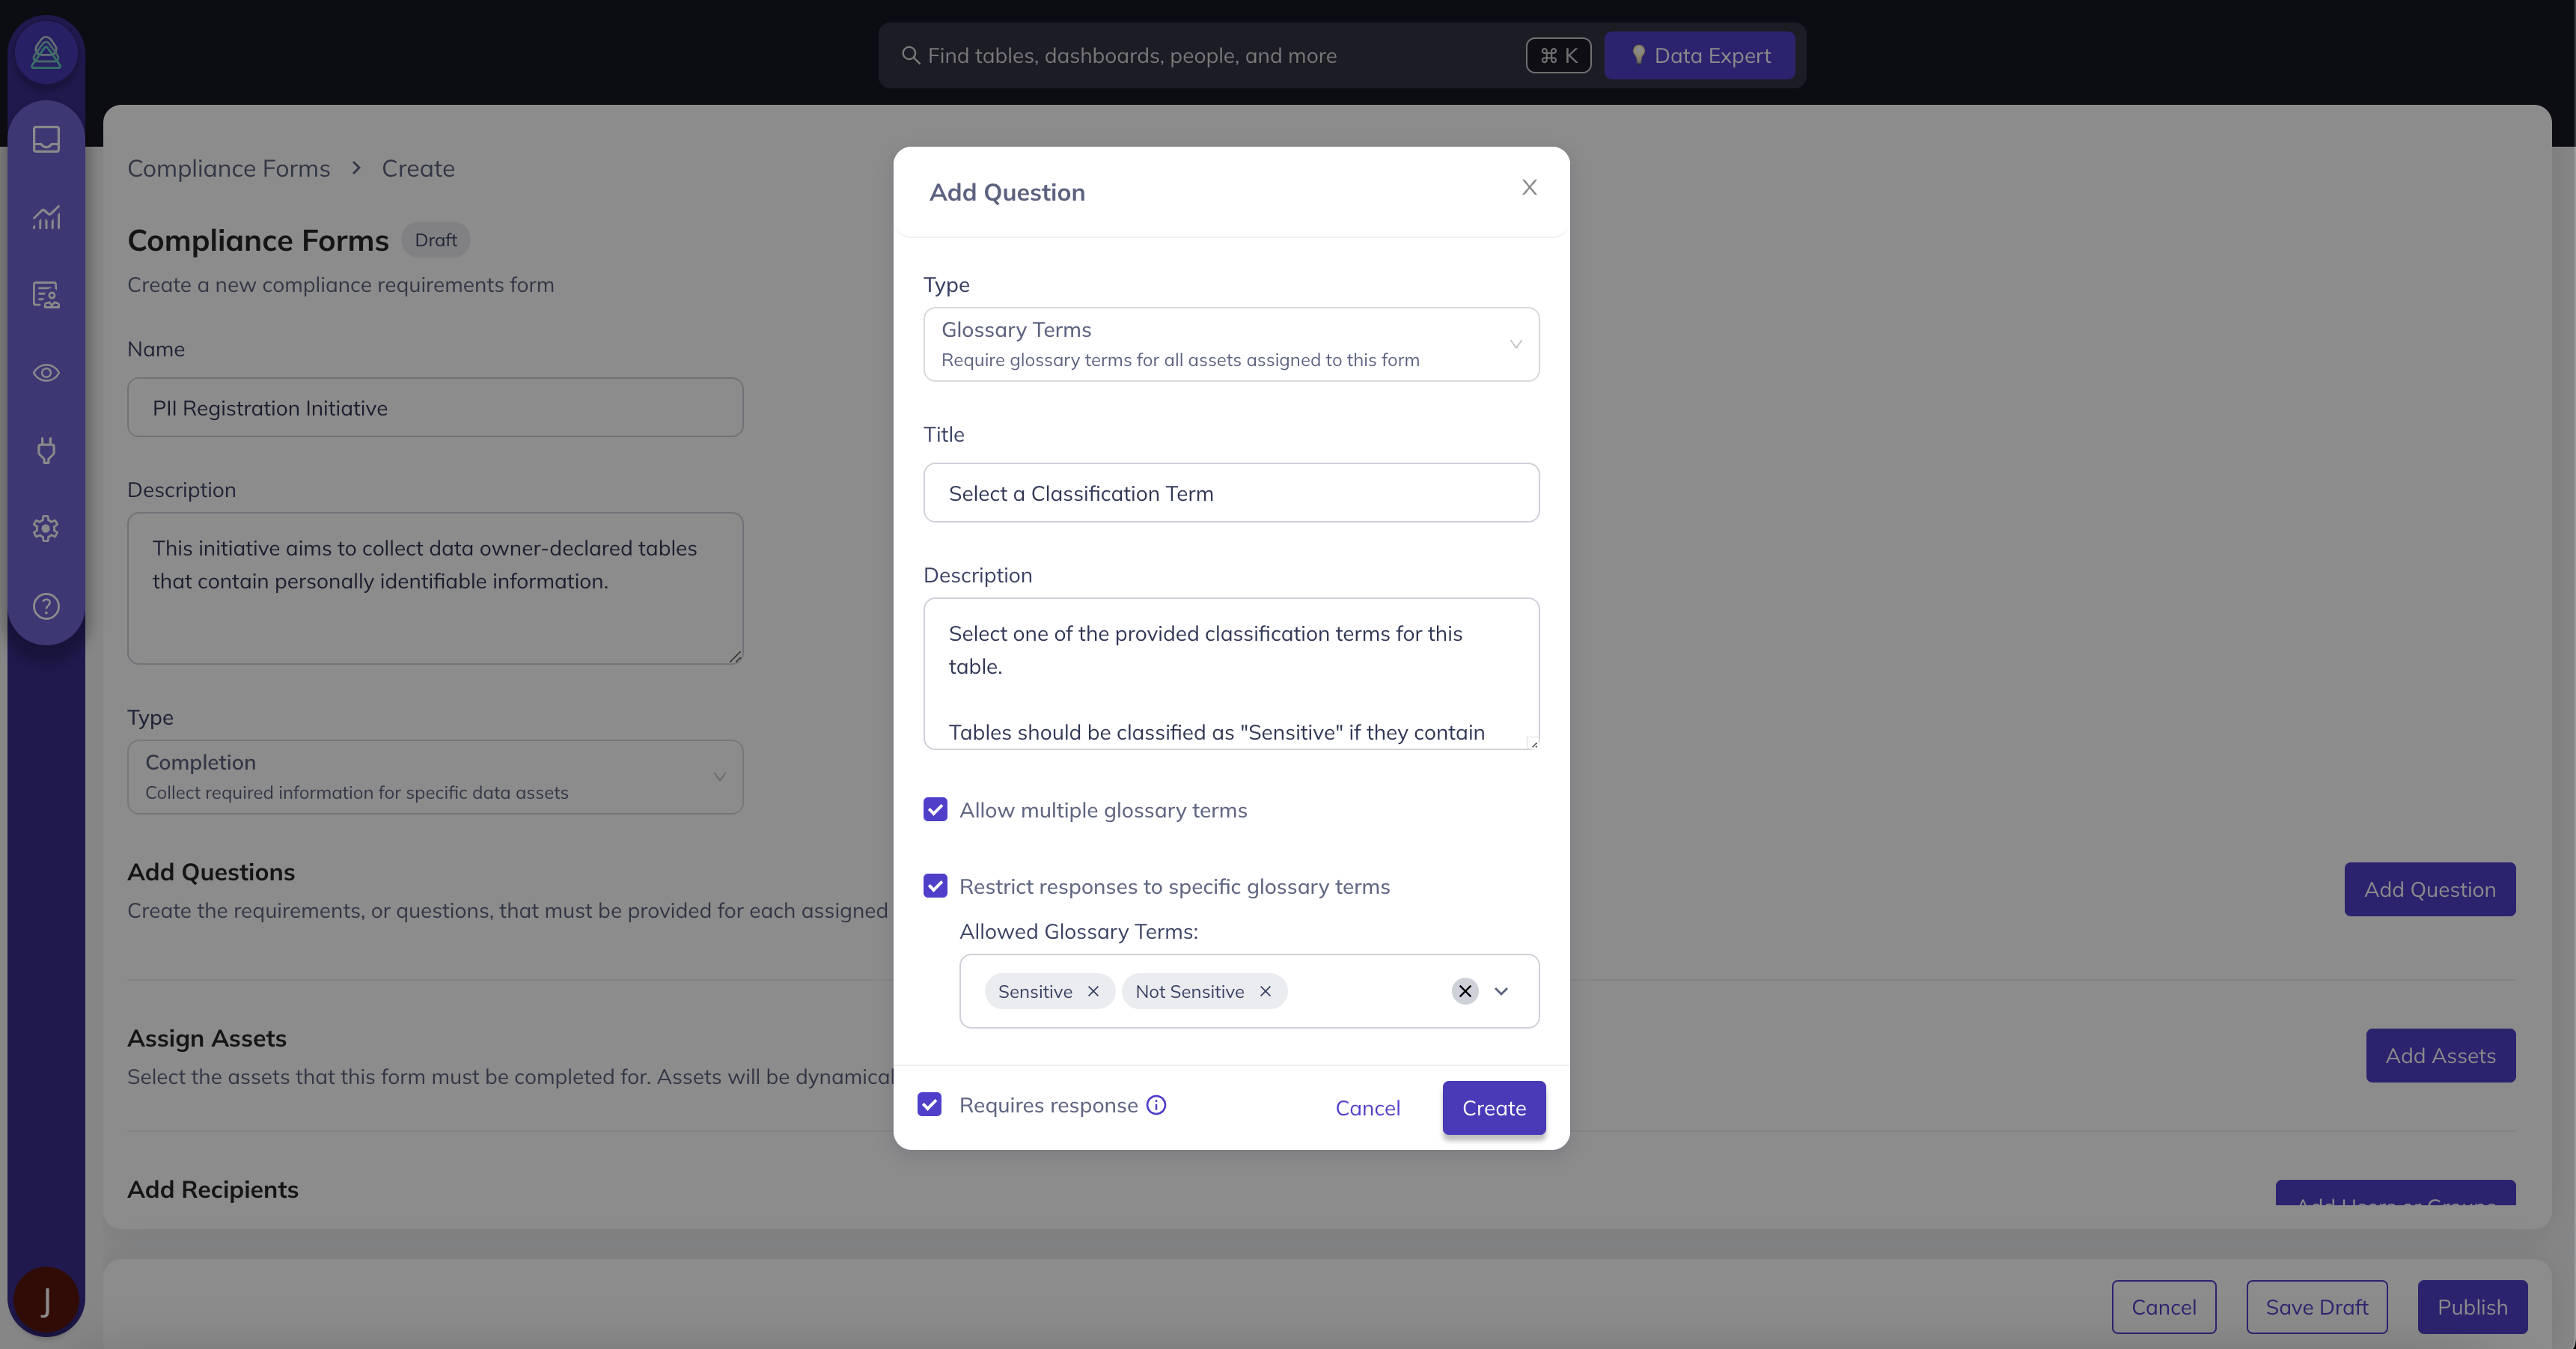 Find tables, dashboards, people, and more
⌘ K
Data Expert
Compliance Forms > Create
Compliance Forms
Draft
Create a new compliance requirements form
Name
PII Registration Initiative
Description
This initiative aims to collect data owner-declared tables
that contain personally identifiable information.
Type
Completion
Collect required information for specific data assets
Add Questions
Create the requirements, or questions, that must be provided for each assigned
Add Question
Assign Assets
Select the assets that this form must be completed for. Assets will be
Add Assets
Add Recipients
Add Users or Groups
Cancel
Save Draft
Publish
J
Add Question
Type
Glossary Terms
Require glossary terms for all assets assigned to this form
Title
Select a Classification Term
Description
Select one of the provided classification terms for this
table.
Tables should be classified as "Sensitive" if they contain
Allow multiple glossary terms
Restrict responses to specific glossary terms
Allowed Glossary Terms:
Sensitive
Not Sensitive
Requires response
Cancel
Create